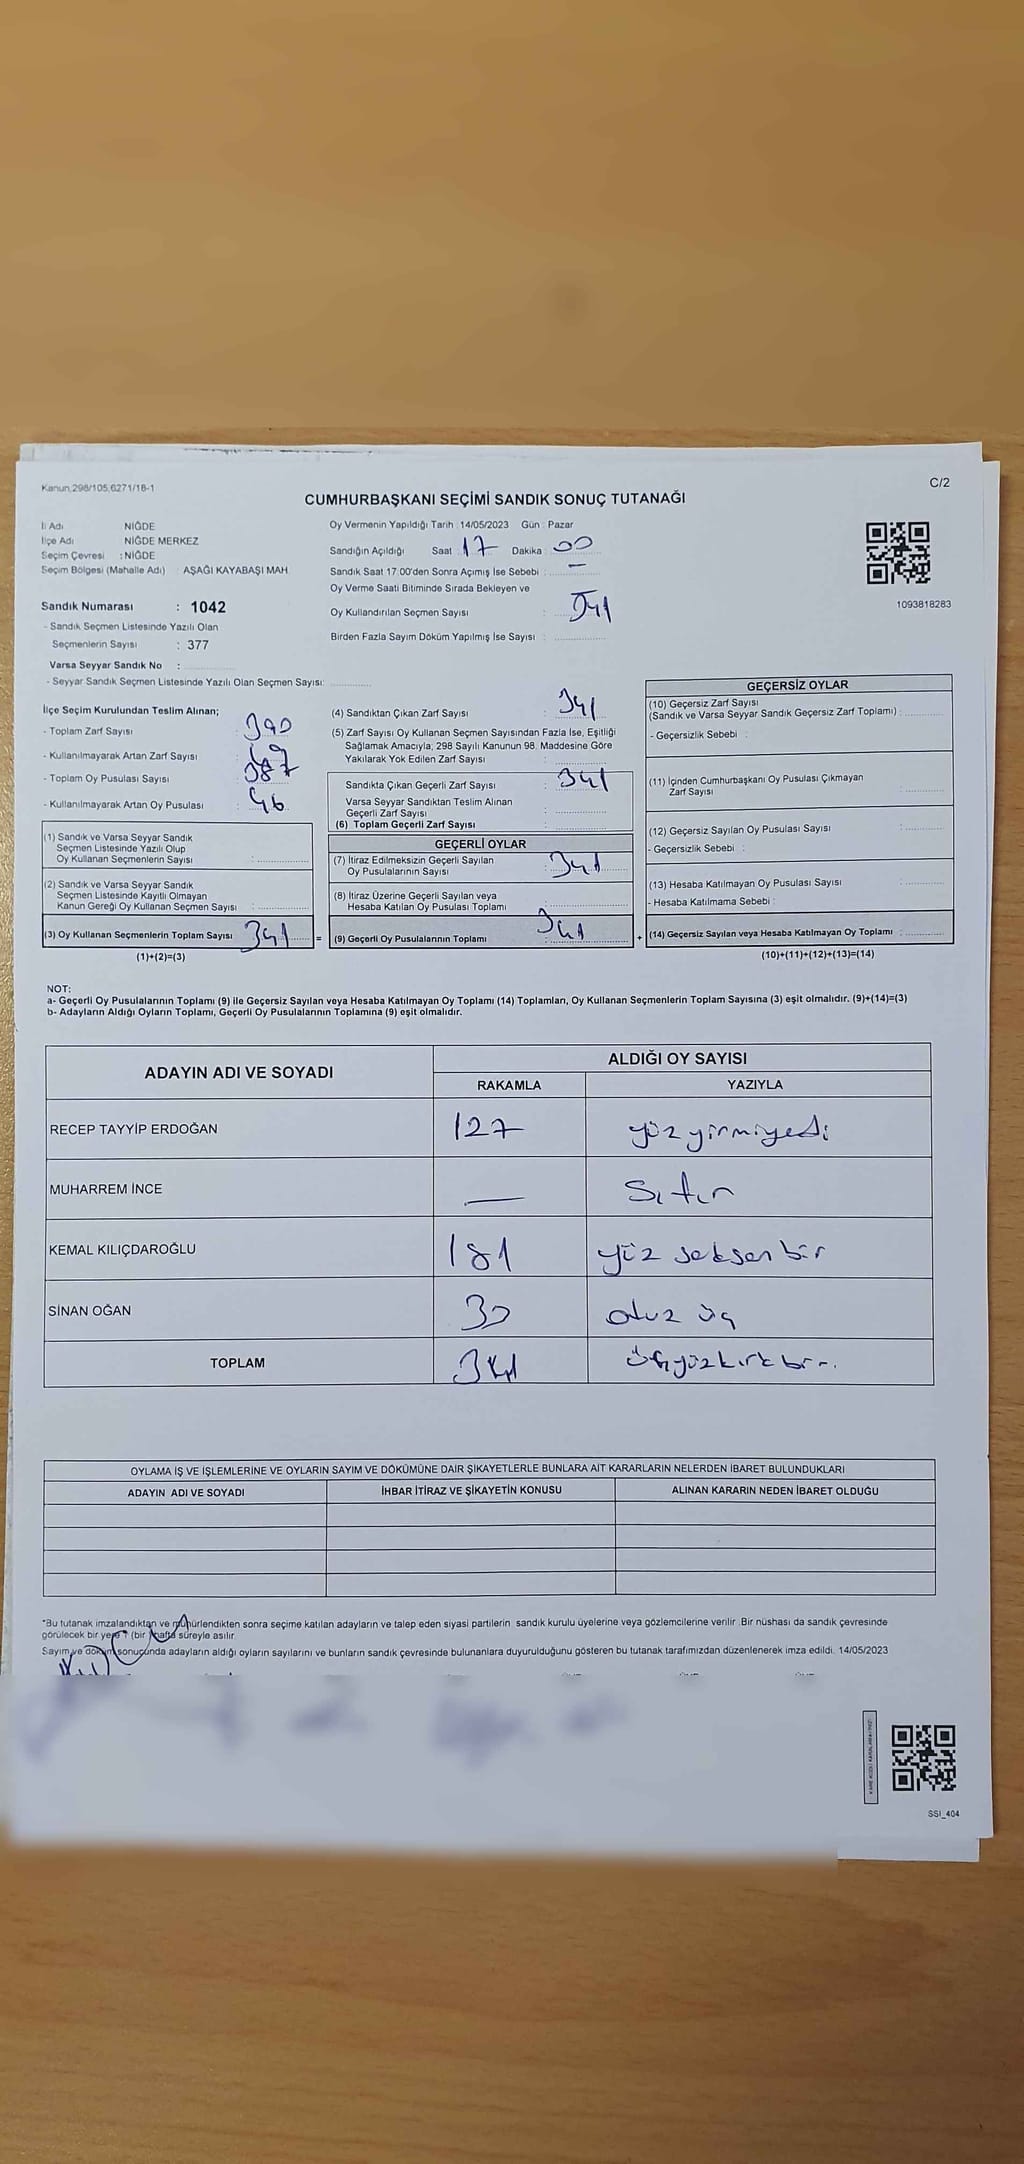 Kanun,298/105,6271/18-1
C/2
CUMHURBAŞKANI SEÇİMİ SANDIK SONUÇ TUTANAĞI
İl Adı NİĞDE
İlçe Adı NİĞDE MERKEZ
Seçim Çevresi : NİĞDE
Seçim Bölgesi (Mahalle Adı) : AŞAĞI KAYABAŞI MAH.
Sandık Numarası : 1042
- Sandık Seçmen Listesinde Yazılı Olan
Seçmenlerin Sayısı : 377
Varsa Seyyar Sandık No :
- Seyyar Sandık Seçmen Listesinde Yazılı Olan Seçmen Sayısı:
Oy Vermenin Yapıldığı Tarih : 14/05/2023 Gün : Pazar
Sandığın Açıldığı Saat 17 Dakika 00
Sandık Saat 17:00'den Sonra Açımış İse Sebebi : —
Oy Verme Saati Bitiminde Sırada Bekleyen ve
Oy Kullandırılan Seçmen Sayısı : 341
Birden Fazla Sayım Döküm Yapılmış İse Sayısı :
1093818283
İlçe Seçim Kurulundan Teslim Alınan;
- Toplam Zarf Sayısı : 390
- Kullanılmayarak Artan Zarf Sayısı : 49
- Toplam Oy Pusulası Sayısı : 387
- Kullanılmayarak Artan Oy Pusulası : 46
(1) Sandık ve Varsa Seyyar Sandık
Seçmen Listesinde Yazılı Olup
Oy Kullanan Seçmenlerin Sayısı :
(2) Sandık ve Varsa Seyyar Sandık
Seçmen Listesinde Kayıtlı Olmayan
Kanun Gereği Oy Kullanan Seçmen Sayısı :
(3) Oy Kullanan Seçmenlerin Toplam Sayısı 341 =
(1)+(2)=(3)
(4) Sandıktan Çıkan Zarf Sayısı : 341
(5) Zarf Sayısı Oy Kullanan Seçmen Sayısından Fazla İse, Eşitliği
Sağlamak Amacıyla, 298 Sayılı Kanunun 98. Maddesine Göre
Yakılarak Yok Edilen Zarf Sayısı :
Sandıkta Çıkan Geçerli Zarf Sayısı : 341
Varsa Seyyar Sandıktan Teslim Alınan
Geçerli Zarf Sayısı :
(6) Toplam Geçerli Zarf Sayısı :
GEÇERLİ OYLAR
(7) İtiraz Edilmeksizin Geçerli Sayılan
Oy Pusulalarının Sayısı : 341
(8) İtiraz Üzerine Geçerli Sayılan veya
Hesaba Katılan Oy Pusulası Toplamı :
(9) Geçerli Oy Pusulalarının Toplamı : 341 +
GEÇERSİZ OYLAR
(10) Geçersiz Zarf Sayısı
(Sandık ve Varsa Seyyar Sandık Geçersiz Zarf Toplamı) :
- Geçersizlik Sebebi :
(11) İçinden Cumhurbaşkanı Oy Pusulası Çıkmayan
Zarf Sayısı :
(12) Geçersiz Sayılan Oy Pusulası Sayısı :
- Geçersizlik Sebebi :
(13) Hesaba Katılmayan Oy Pusulası Sayısı :
- Hesaba Katılmama Sebebi :
(14) Geçersiz Sayılan veya Hesaba Katılmayan Oy Toplamı :
(10)+(11)+(12)+(13)=(14)
NOT:
a- Geçerli Oy Pusulalarının Toplamı (9) ile Geçersiz Sayılan veya Hesaba Katılmayan Oy Toplamı (14) Toplamları, Oy Kullanan Seçmenlerin Toplam Sayısına (3) eşit olmalıdır. (9)+(14)=(3)
b- Adayların Aldığı Oyların Toplamı, Geçerli Oy Pusulalarının Toplamına (9) eşit olmalıdır.
ADAYIN ADI VE SOYADI ALDIĞI OY SAYISI
RAKAMLA YAZIYLA
RECEP TAYYİP ERDOĞAN 127 yüz yirmiyedi
MUHARREM İNCE — Sıfır
KEMAL KILIÇDAROĞLU 181 yüz seksen bir
SİNAN OĞAN 33 otuz üç
TOPLAM 341 üçyüzkırkbir.
OYLAMA İŞ VE İŞLEMLERİNE VE OYLARIN SAYIM VE DÖKÜMÜNE DAİR ŞİKAYETLERLE BUNLARA AİT KARARLARIN NELERDEN İBARET BULUNDUKLARI
ADAYIN ADI VE SOYADI İHBAR İTİRAZ VE ŞİKAYETİN KONUSU ALINAN KARARIN NEDEN İBARET OLDUĞU
*Bu tutanak imzalandıktan ve mühürlendikten sonra seçime katılan adayların ve talep eden siyasi partilerin sandık kurulu üyelerine veya gözlemcilerine verilir. Bir nüshası da sandık çevresinde
görülecek bir yere 1 (bir) hafta süreyle asılır.
Sayım ve döküm sonucunda adayların aldığı oyların sayılarını ve bunların sandık çevresinde bulunanlara duyurulduğunu gösteren bu tutanak tarafımızdan düzenlenerek imza edildi. 14/05/2023
SSI_404